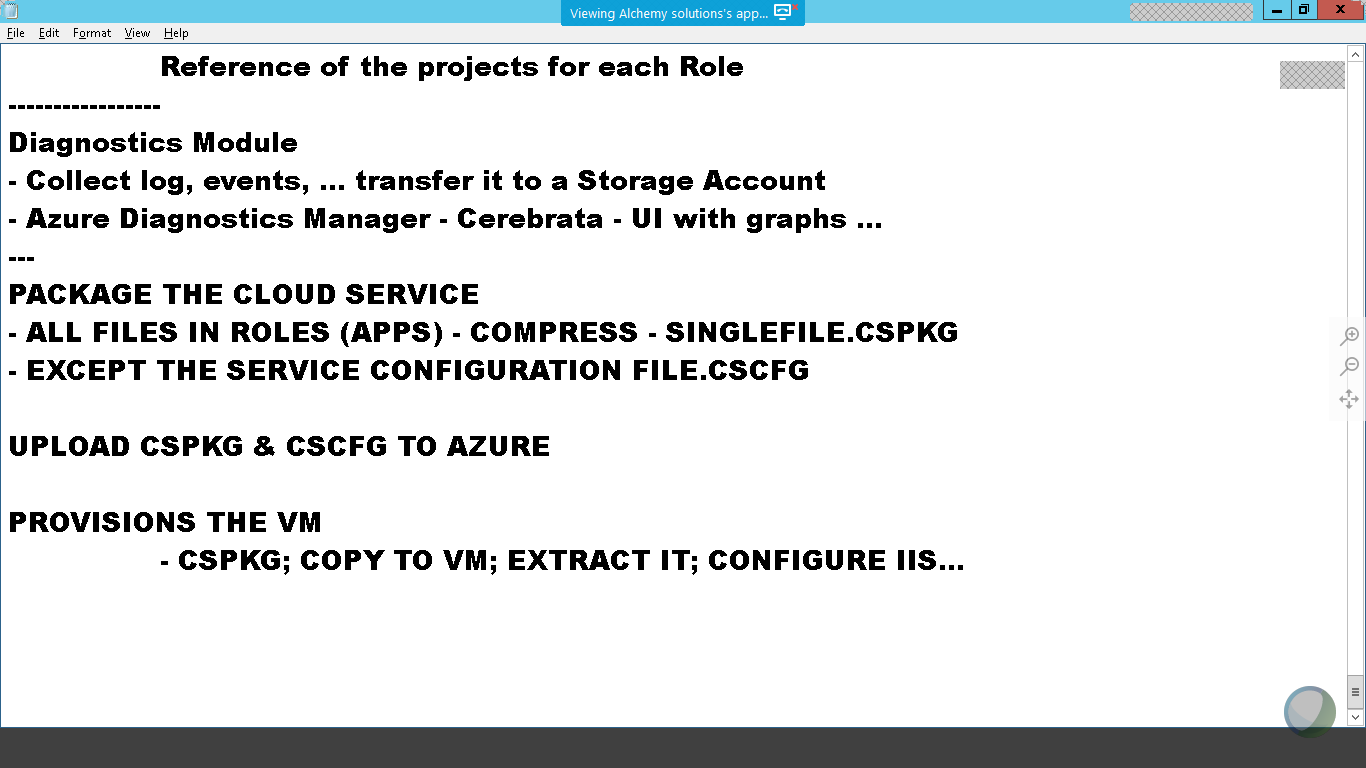 Viewing Alchemy solutions's app...
File Edit Format View Help
Reference of the projects for each Role
-----------------
Diagnostics Module
- Collect log, events, ... transfer it to a Storage Account
- Azure Diagnostics Manager - Cerebrata - UI with graphs ...
---
PACKAGE THE CLOUD SERVICE
- ALL FILES IN ROLES (APPS) - COMPRESS - SINGLEFILE.CSPKG
- EXCEPT THE SERVICE CONFIGURATION FILE.CSCFG
UPLOAD CSPKG & CSCFG TO AZURE
PROVISIONS THE VM
- CSPKG; COPY TO VM; EXTRACT IT; CONFIGURE IIS...